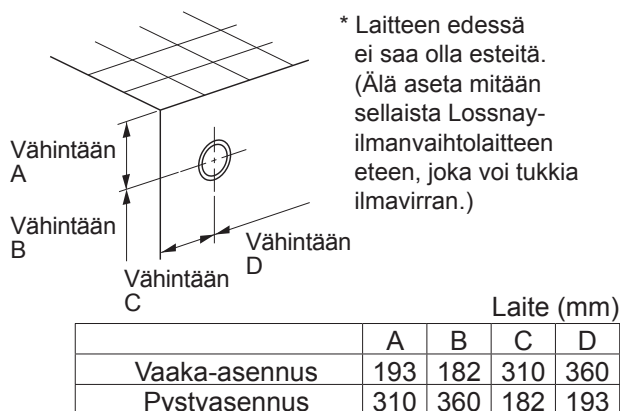 * Laitteen edessä
ei saa olla esteitä.
(Älä aseta mitään
sellaista Lossnay-
ilmanvaihtolaitteen
eteen, joka voi tukkia
ilmavirran.)
Vähintään
A
Vähintään
B
Vähintään
C
Vähintään
D
Laite (mm)
A B C D
Vaaka-asennus 193 182 310 360
Pystyasennus 310 360 182 193